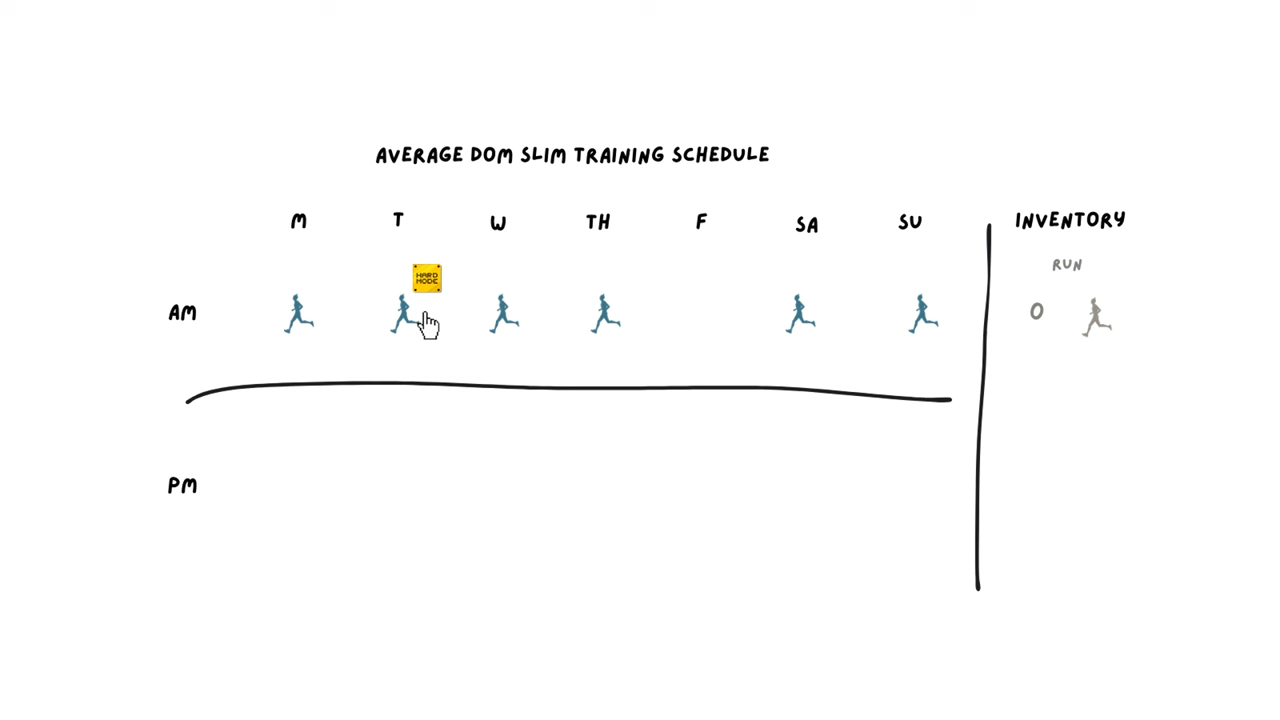 AVERAGE DOM SLIM TRAINING SCHEDULE
M T W TH F SA SU
INVENTORY
RUN
HARD
MODE
AM
0
PM